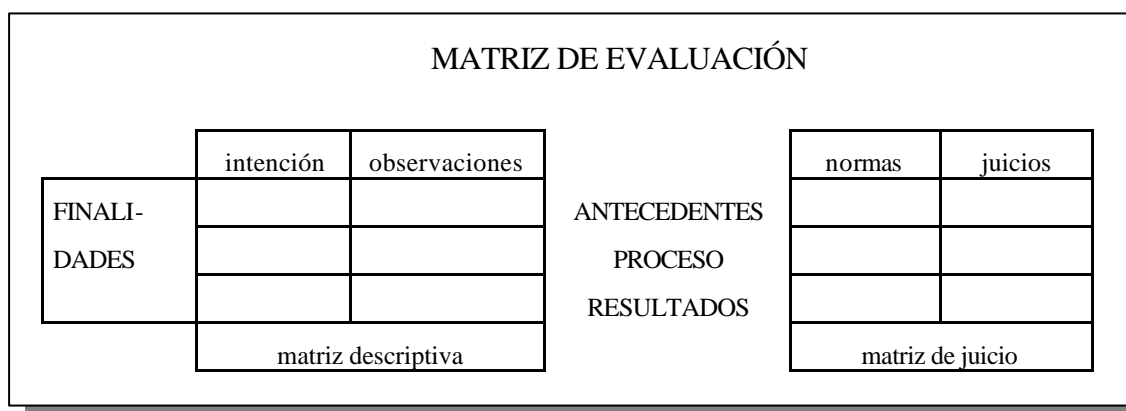 MATRIZ DE EVALUACIÓN
intención observaciones normas juicios
FINALI- ANTECEDENTES
DADES PROCESO
RESULTADOS
matriz descriptiva matriz de juicio